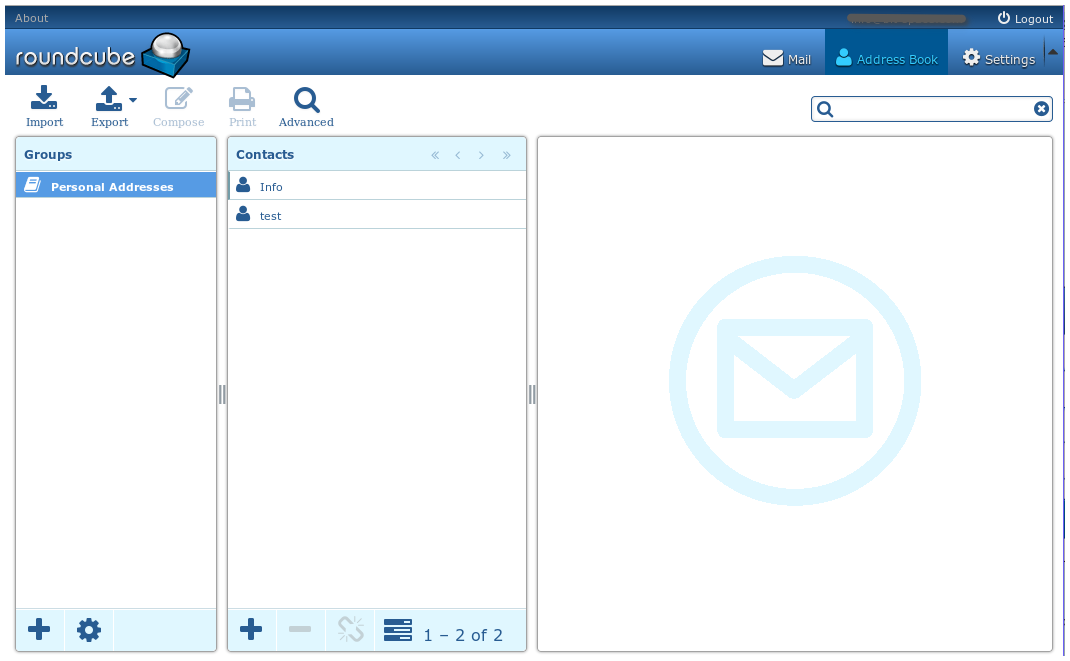 About
Logout
roundcube
Mail
Address Book
Settings
Import
Export
Compose
Print
Advanced
Groups
Contacts
Personal Addresses
Info
test
1 – 2 of 2